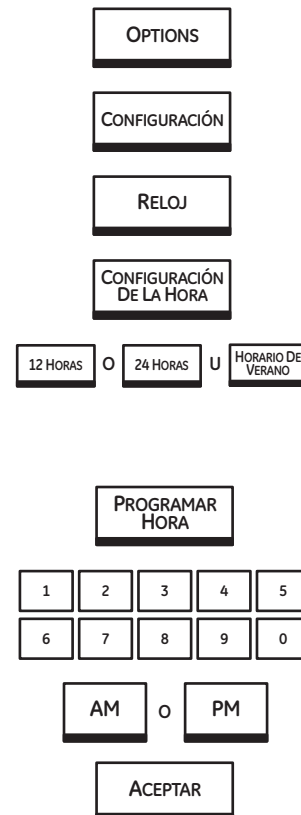 OPTIONS
CONFIGURACIÓN
RELOJ
CONFIGURACIÓN
DE LA HORA
12 HORAS O 24 HORAS U HORARIO DE
VERANO
PROGRAMAR
HORA
1 2 3 4 5
6 7 8 9 0
AM O PM
ACEPTAR